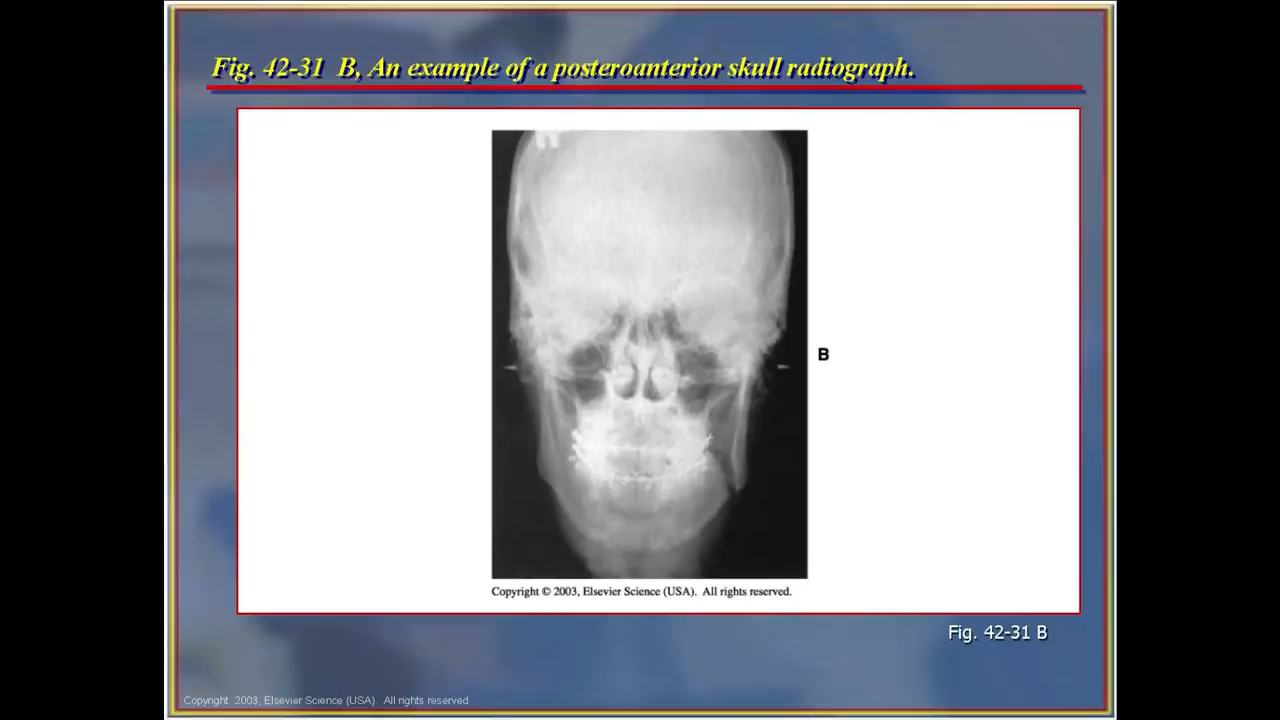 Fig. 42-31 B, An example of a posteroanterior skull radiograph.
B
Copyright © 2003, Elsevier Science (USA). All rights reserved.
Fig. 42-31 B
Copyright 2003, Elsevier Science (USA). All rights reserved